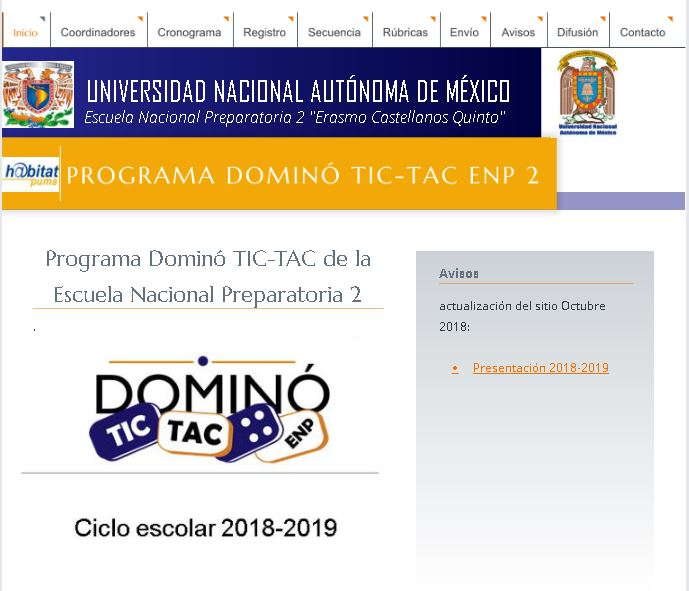 Inicio
Coordinadores
Cronograma
Registro
Secuencia
Rúbricas
Envío
Avisos
Difusión
Contacto
UNIVERSIDAD NACIONAL AUTÓNOMA DE MÉXICO
Escuela Nacional Preparatoria 2 "Erasmo Castellanos Quinto"
Universidad Nacional
Autónoma de México
h@bitat
puma
PROGRAMA DOMINÓ TIC-TAC ENP 2
Programa Dominó TIC-TAC de la
Escuela Nacional Preparatoria 2
.
DOMINÓ
TIC
TAC
ENP
Ciclo escolar 2018-2019
Avisos
actualización del sitio Octubre
2018:
• Presentación 2018-2019